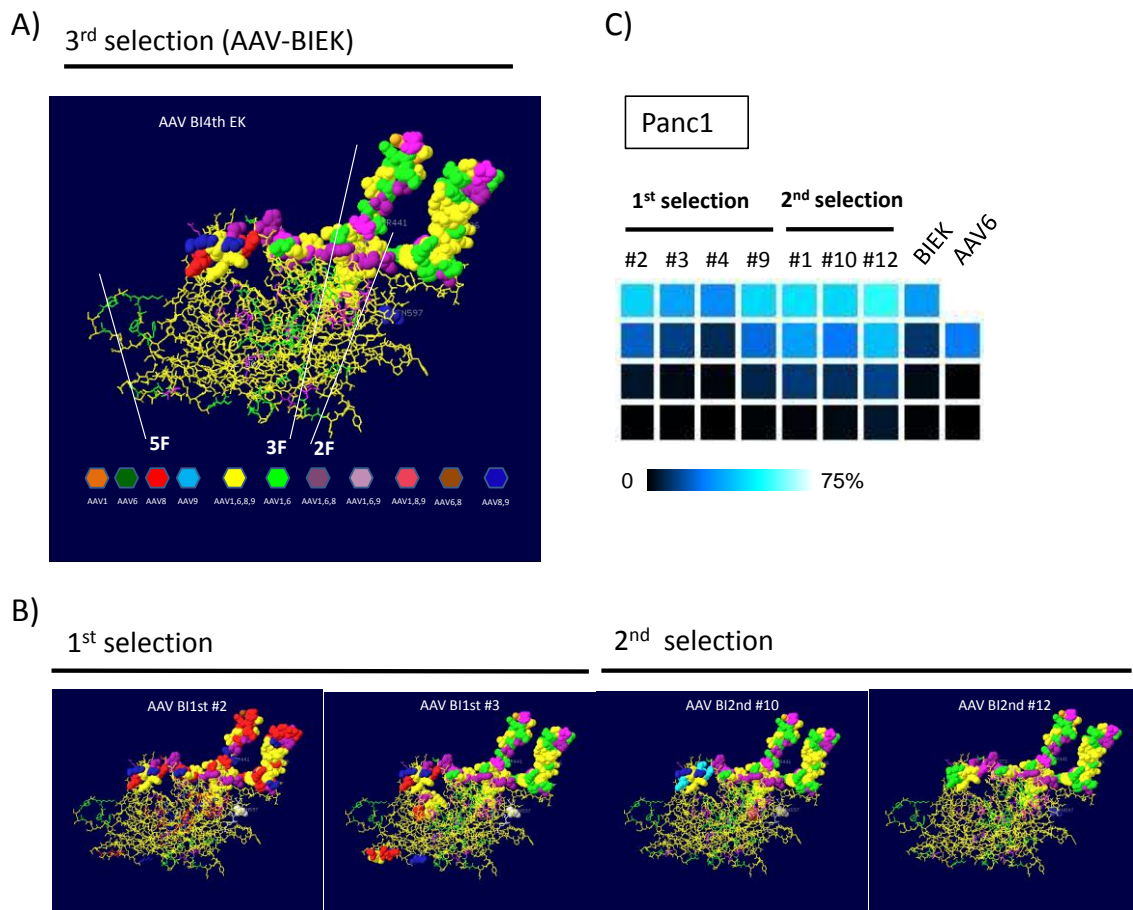 A)
3rd selection (AAV-BIEK)
AAV BI4th EK
R441
N597
5F
3F
2F
AAV1 AAV6 AAV8 AAV9 AAV1,6,8,9 AAV1,6 AAV1,6,8 AAV1,6,9 AAV1,8,9 AAV6,8 AAV8,9
C)
Panc1
1st selection 2nd selection
#2 #3 #4 #9 #1 #10 #12 BIEK AAV6
0 75%
B)
1st selection
2nd selection
AAV BI1st #2
AAV BI1st #3
AAV BI2nd #10
AAV BI2nd #12